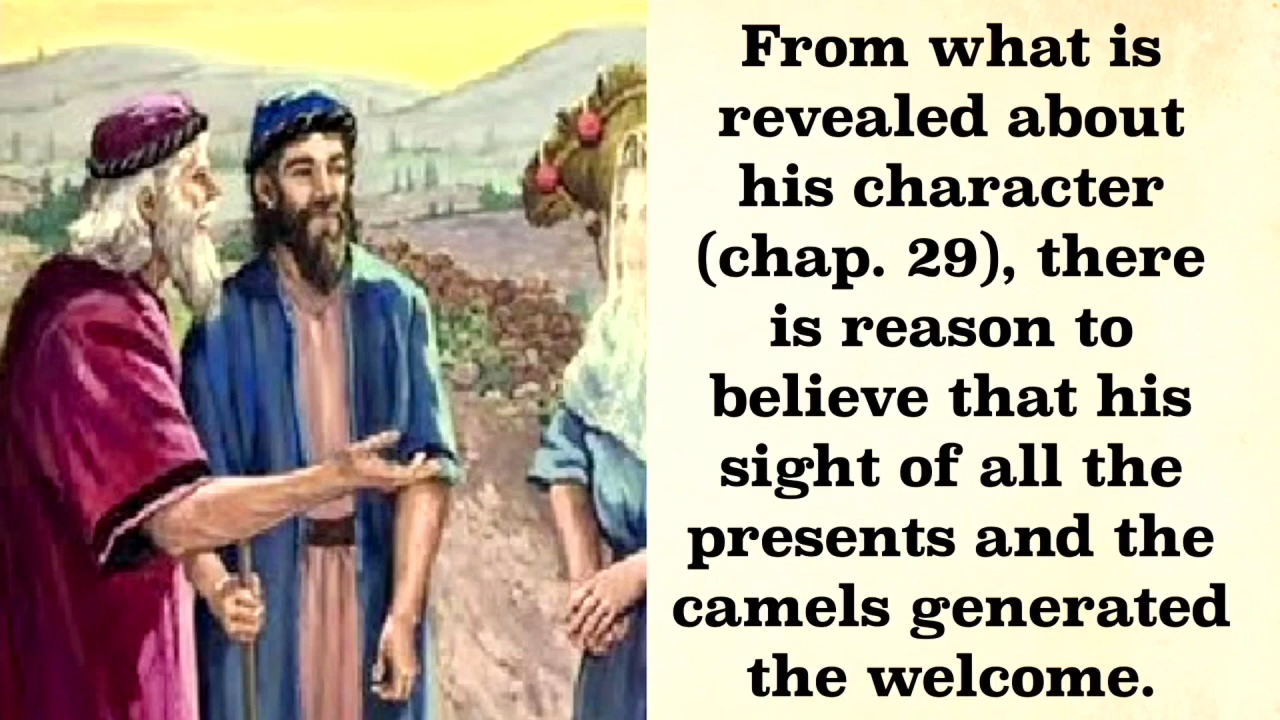 From what is
revealed about
his character
(chap. 29), there
is reason to
believe that his
sight of all the
presents and the
camels generated
the welcome.